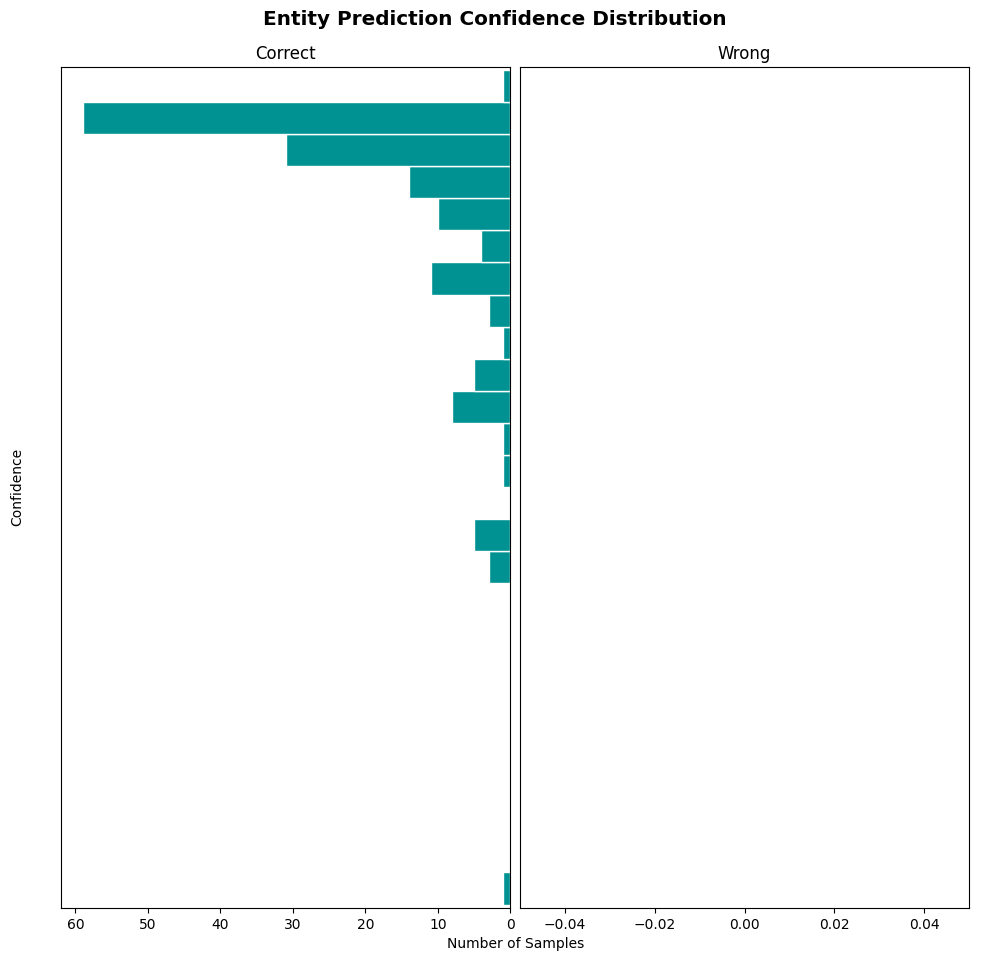 Entity Prediction Confidence Distribution
Correct
Wrong
Confidence
60 50 40 30 20 10 0
−0.04 −0.02 0.00 0.02 0.04
Number of Samples